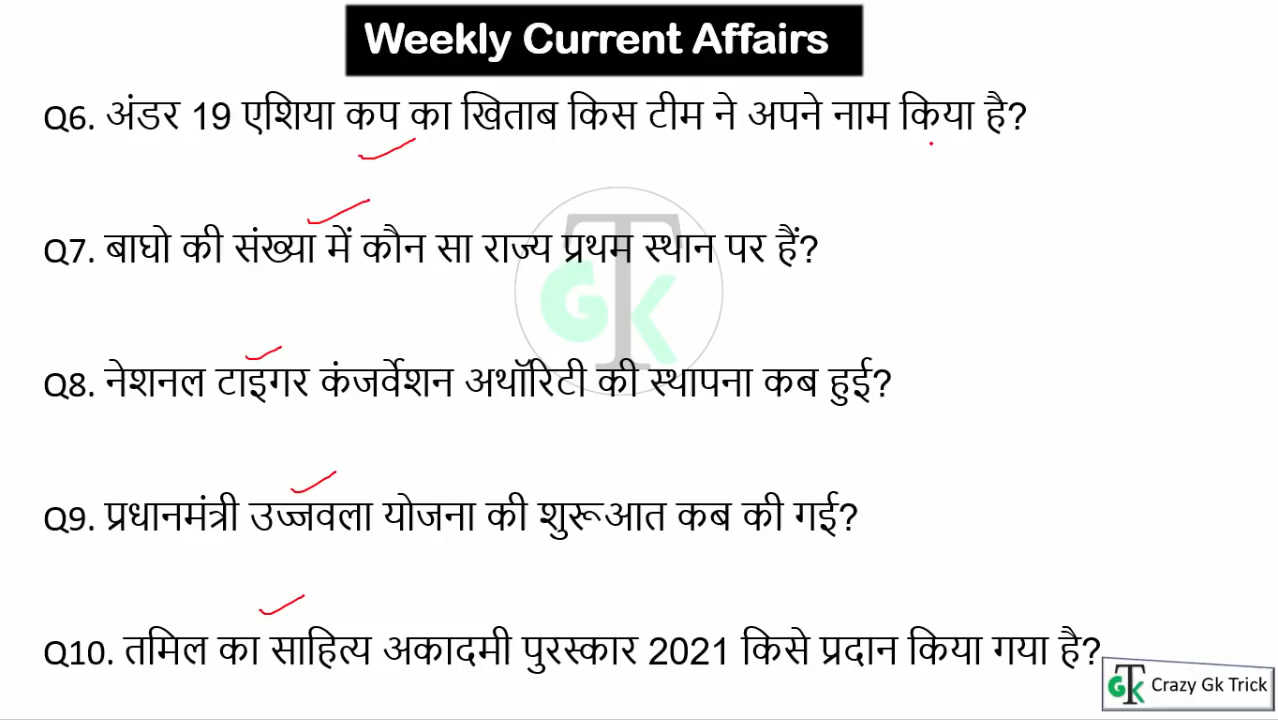 Weekly Current Affairs
Q6. अंडर 19 एशिया कप का खिताब किस टीम ने अपने नाम किया है?
Q7. बाघो की संख्या में कौन सा राज्य प्रथम स्थान पर हैं?
Q8. नेशनल टाइगर कंजर्वेशन अथॉरिटी की स्थापना कब हुई?
Q9. प्रधानमंत्री उज्जवला योजना की शुरूआत कब की गई?
Q10. तमिल का साहित्य अकादमी पुरस्कार 2021 किसे प्रदान किया गया है?
GTK
GTK Crazy Gk Trick